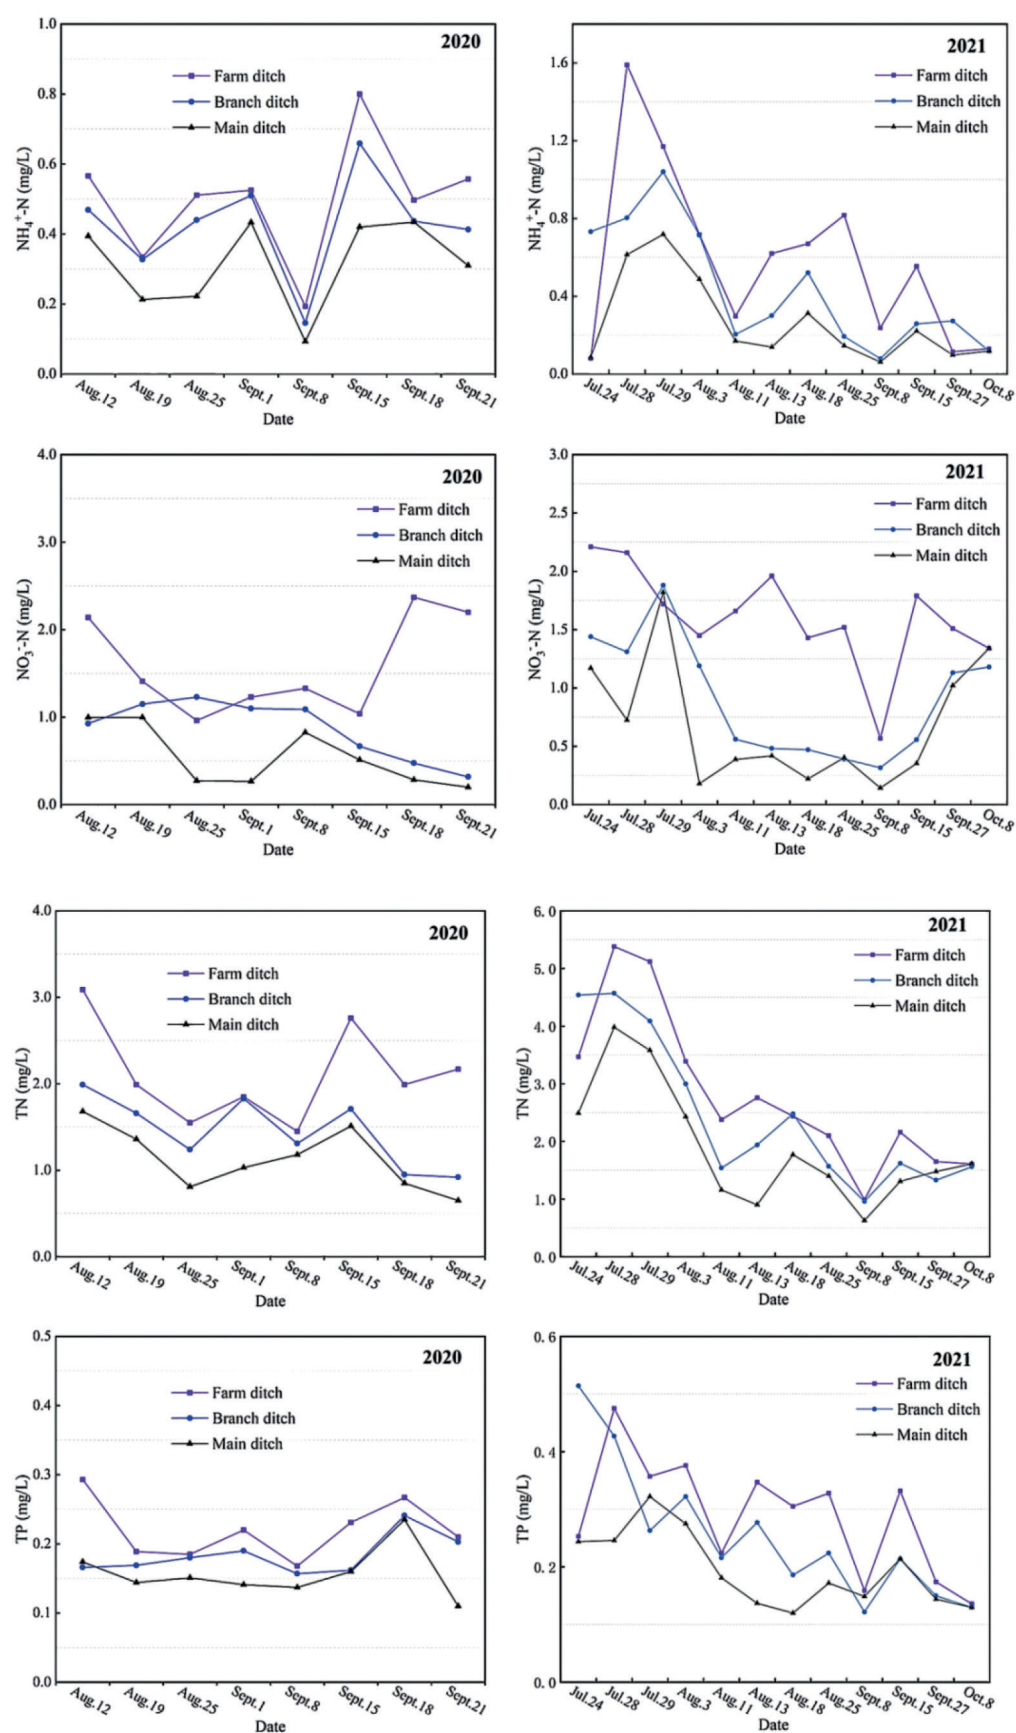 1.0
0.8
0.6
0.4
0.2
0.0
NH₄⁺-N (mg/L)
2020
Farm ditch
Branch ditch
Main ditch
Aug.12
Aug.19
Aug.25
Sept.1
Sept.8
Sept.15
Sept.18
Sept.21
Date
1.6
1.2
0.8
0.4
0.0
NH₄⁺-N (mg/L)
2021
Farm ditch
Branch ditch
Main ditch
Jul.24
Jul.28
Jul.29
Aug.3
Aug.11
Aug.13
Aug.18
Aug.25
Sept.8
Sept.15
Sept.27
Oct.8
Date
4.0
3.0
2.0
1.0
0.0
NO₃⁻-N (mg/L)
2020
Farm ditch
Branch ditch
Main ditch
Aug.12
Aug.19
Aug.25
Sept.1
Sept.8
Sept.15
Sept.18
Sept.21
Date
3.0
2.5
2.0
1.5
1.0
0.5
0.0
NO₃⁻-N (mg/L)
2021
Farm ditch
Branch ditch
Main ditch
Jul.24
Jul.28
Jul.29
Aug.3
Aug.11
Aug.13
Aug.18
Aug.25
Sept.8
Sept.15
Sept.27
Oct.8
Date
4.0
3.0
2.0
1.0
0.0
TN (mg/L)
2020
Farm ditch
Branch ditch
Main ditch
Aug.12
Aug.19
Aug.25
Sept.1
Sept.8
Sept.15
Sept.18
Sept.21
Date
6.0
5.0
4.0
3.0
2.0
1.0
0.0
TN (mg/L)
2021
Farm ditch
Branch ditch
Main ditch
Jul.24
Jul.28
Jul.29
Aug.3
Aug.11
Aug.13
Aug.18
Aug.25
Sept.8
Sept.15
Sept.27
Oct.8
Date
0.5
0.4
0.3
0.2
0.1
0.0
TP (mg/L)
2020
Farm ditch
Branch ditch
Main ditch
Aug.12
Aug.19
Aug.25
Sept.1
Sept.8
Sept.15
Sept.18
Sept.21
Date
0.6
0.4
0.2
0.0
TP (mg/L)
2021
Farm ditch
Branch ditch
Main ditch
Jul.24
Jul.28
Jul.29
Aug.3
Aug.11
Aug.13
Aug.18
Aug.25
Sept.8
Sept.15
Sept.27
Oct.8
Date